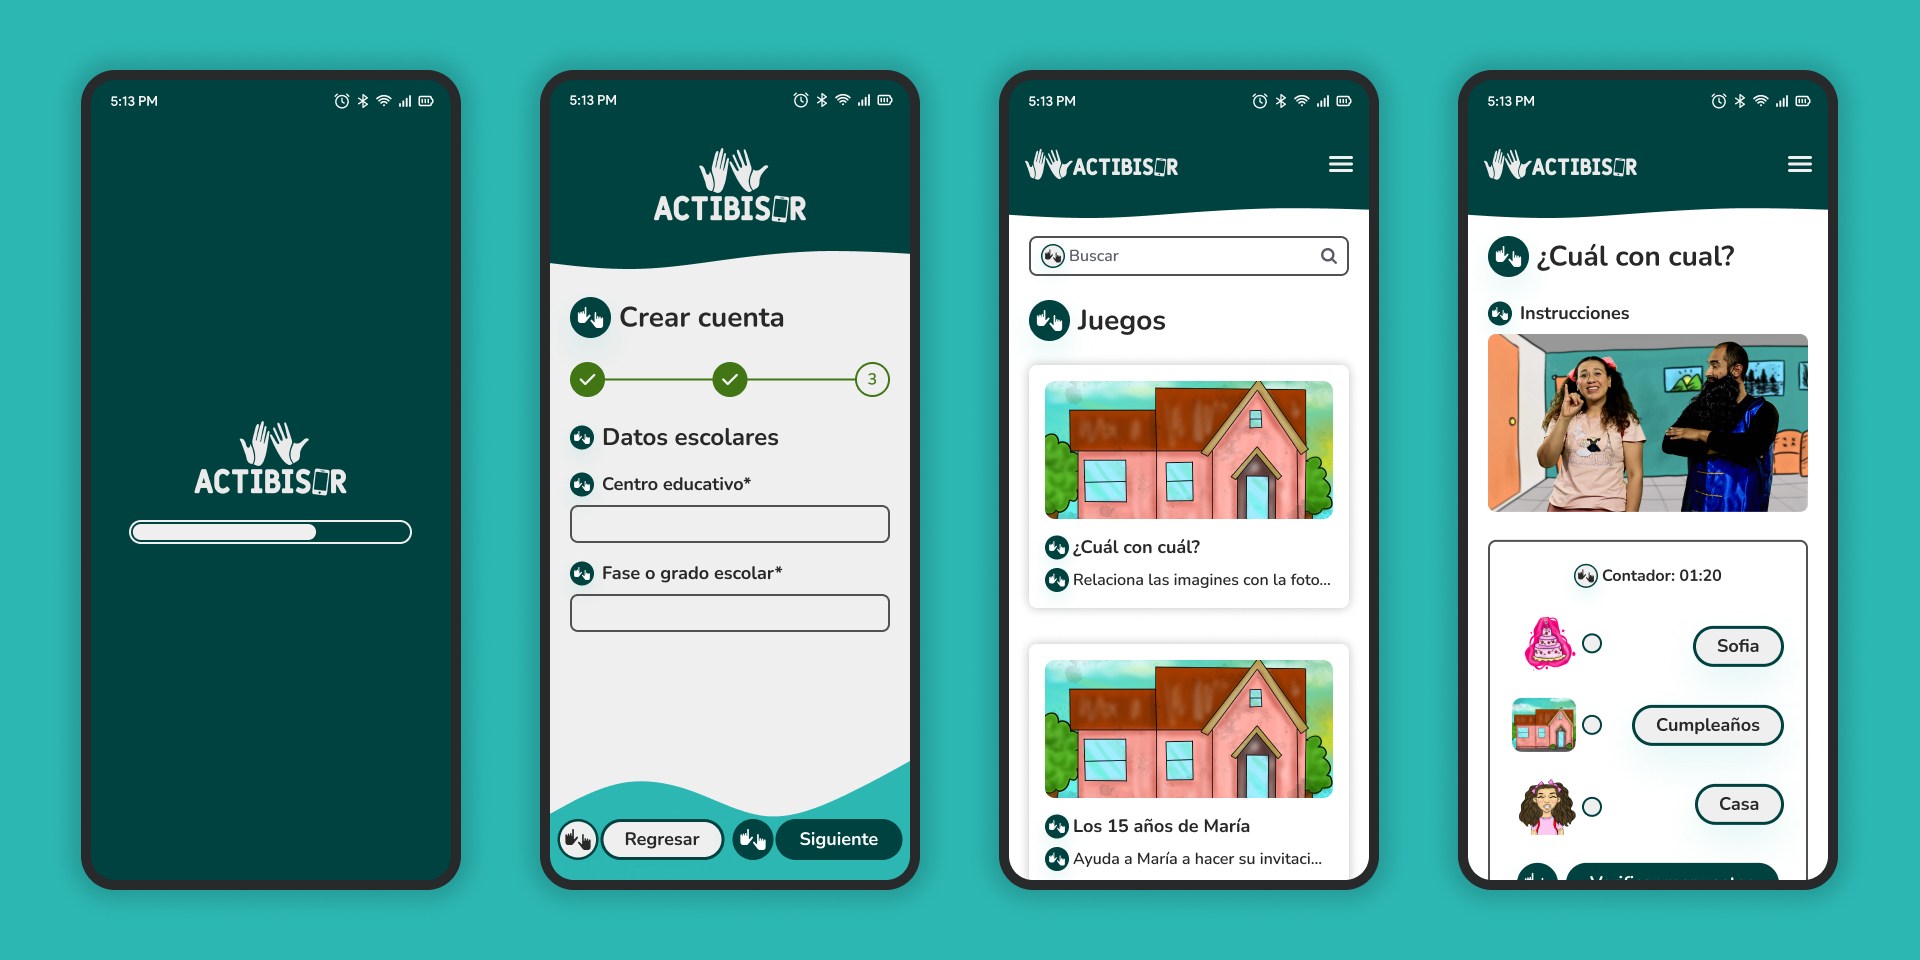 5:13 PM
ACTIBISOR
5:13 PM
ACTIBISOR
Crear cuenta
3
Datos escolares
Centro educativo*
Fase o grado escolar*
Regresar
Siguiente
5:13 PM
ACTIBISOR
Buscar
Juegos
¿Cuál con cuál?
Relaciona las imagines con la foto...
Los 15 años de María
Ayuda a María a hacer su invitaci...
5:13 PM
ACTIBISOR
¿Cuál con cual?
Instrucciones
Contador: 01:20
Sofia
Cumpleaños
Casa